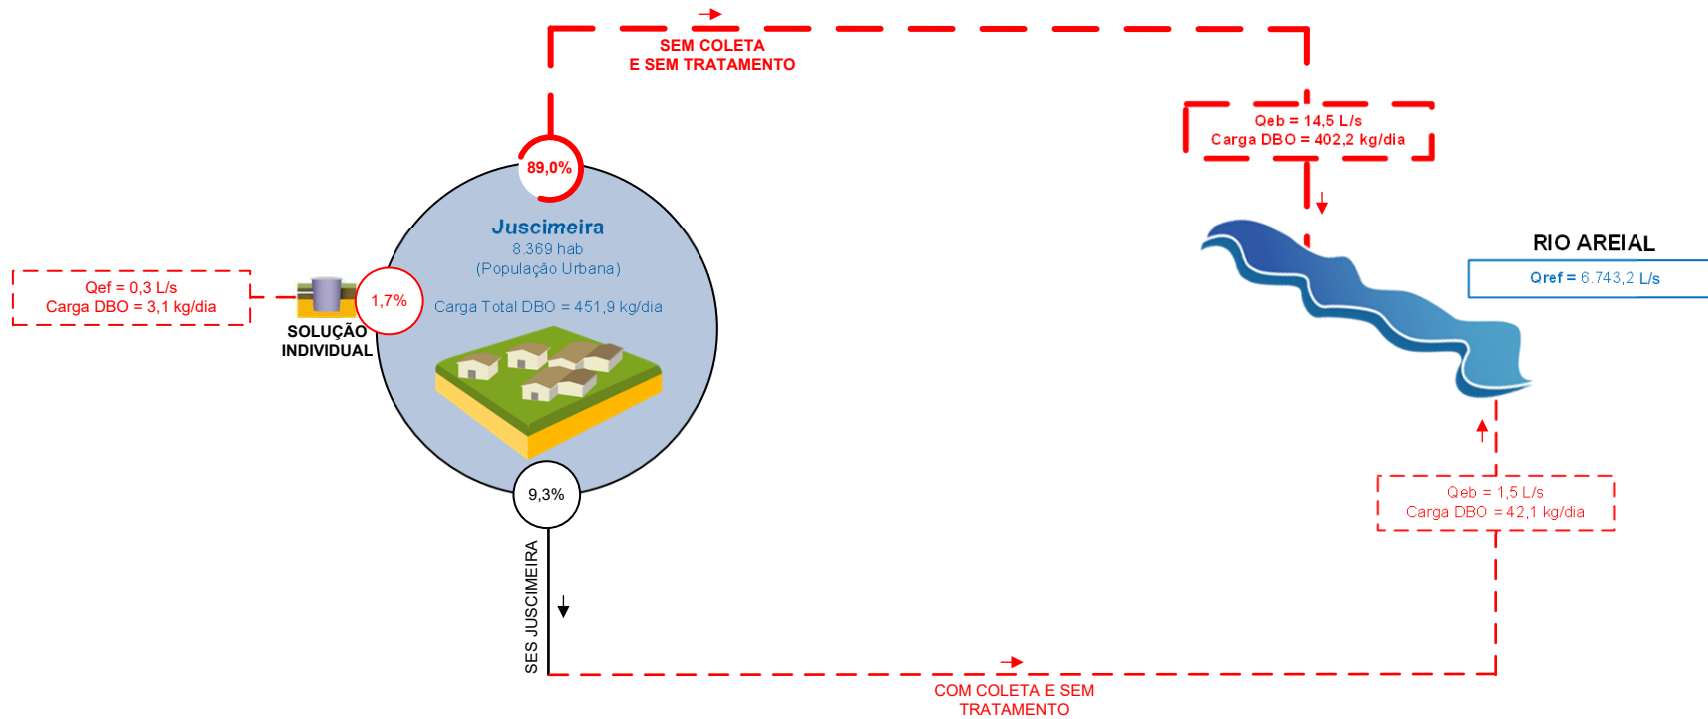 SEM COLETA
E SEM TRATAMENTO
Qeb = 14,5 L/s
Carga DBO = 402,2 kg/dia
89,0%
Juscimeira
8.369 hab
(População Urbana)
Carga Total DBO = 451,9 kg/dia
RIO AREIAL
Qref = 6.743,2 L/s
Qef = 0,3 L/s
Carga DBO = 3,1 kg/dia
1,7%
SOLUÇÃO
INDIVIDUAL
9,3%
Qeb = 1,5 L/s
Carga DBO = 42,1 kg/dia
SES JUSCIMEIRA
COM COLETA E SEM
TRATAMENTO